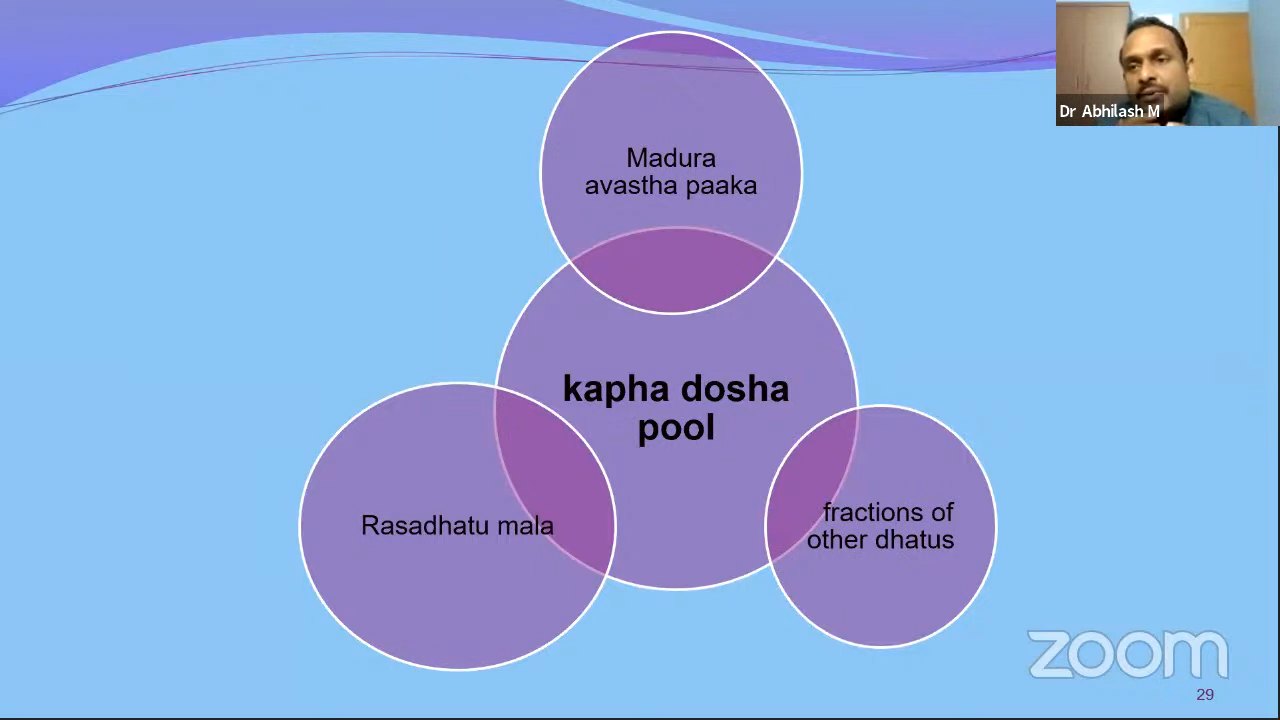 Dr Abhilash M
Madura
avastha paaka
kapha dosha
pool
Rasadhatu mala
fractions of
other dhatus
zoom
29